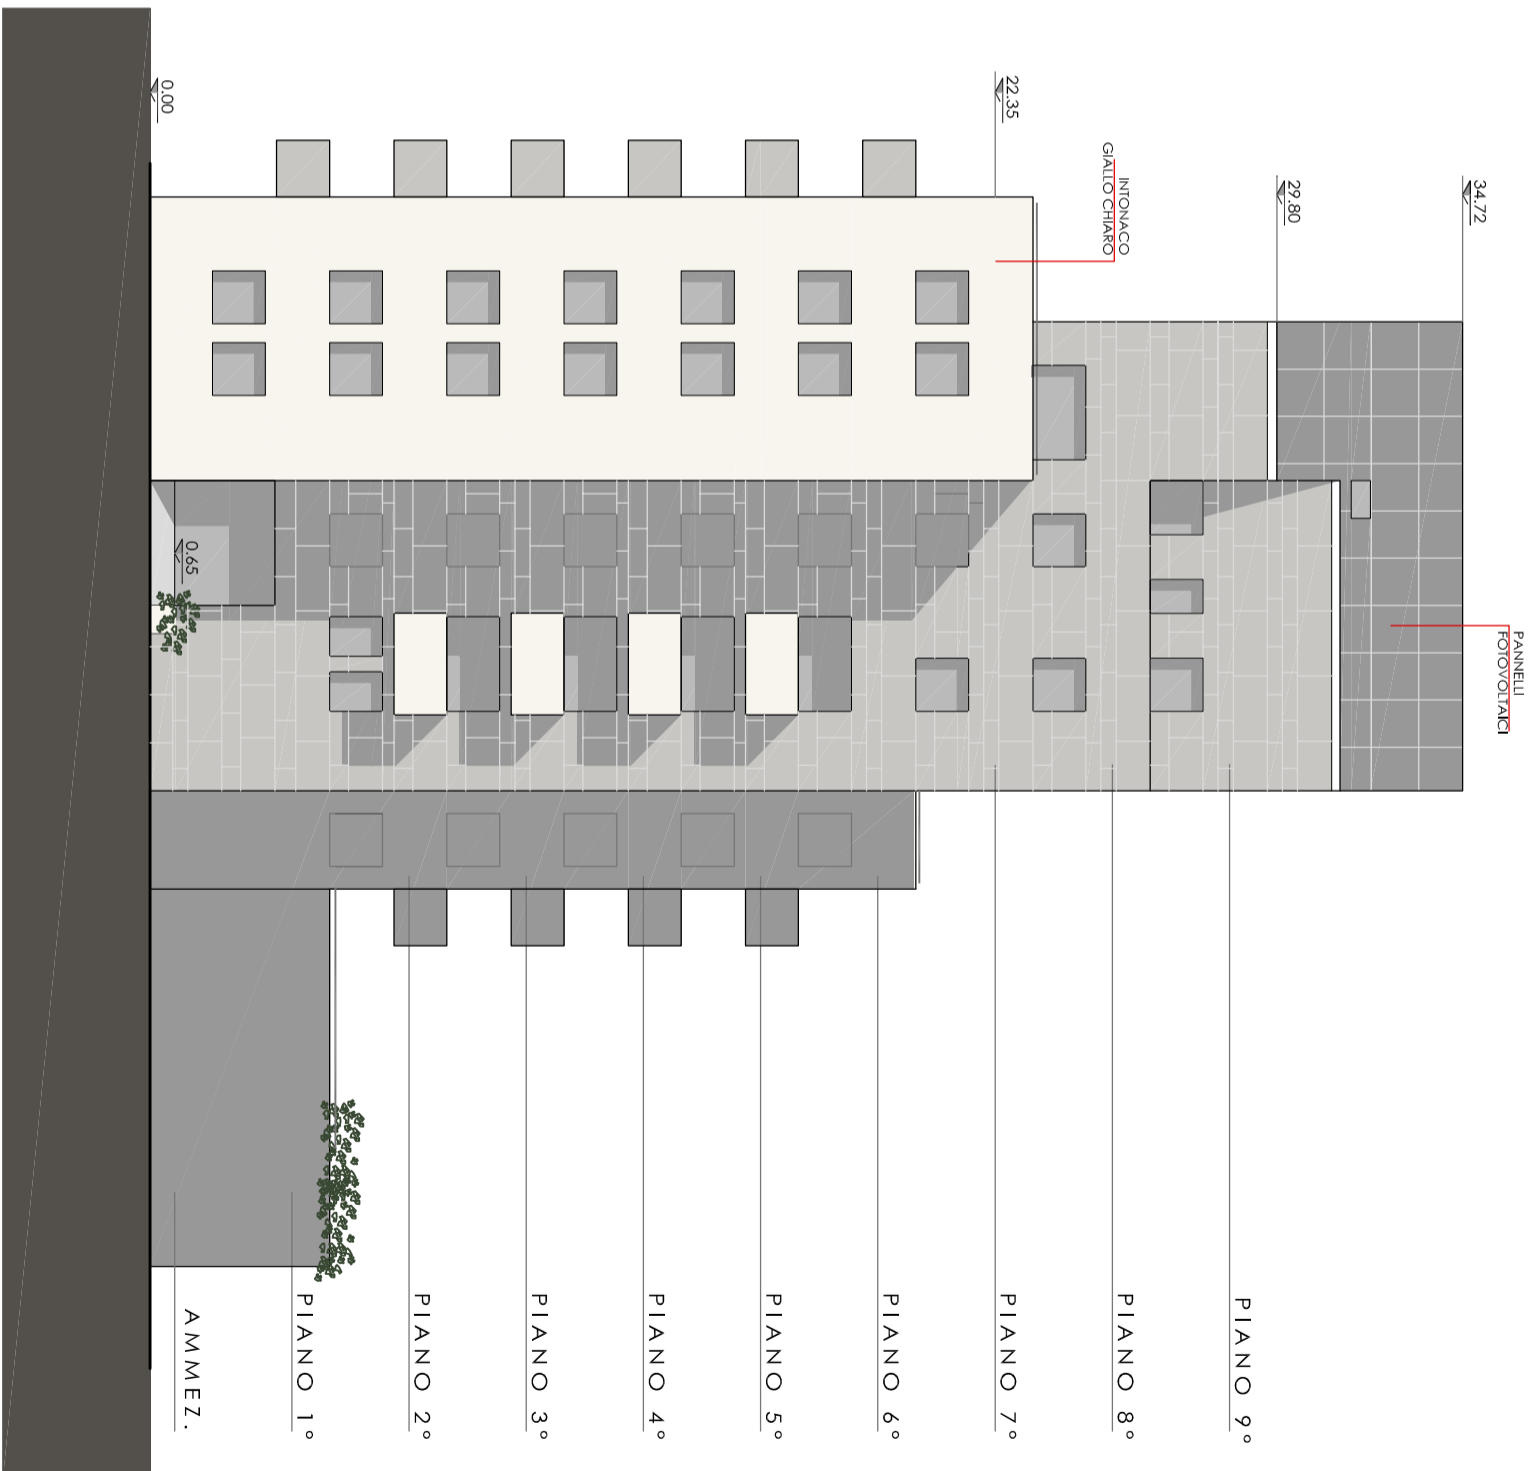 34.72
29.80
22.35
0.00
0.65
INTONACO
GIALLO CHIARO
PANNELLI
FOTOVOLTAICI
PIANO 9°
PIANO 8°
PIANO 7°
PIANO 6°
PIANO 5°
PIANO 4°
PIANO 3°
PIANO 2°
PIANO 1°
AMMEZ.